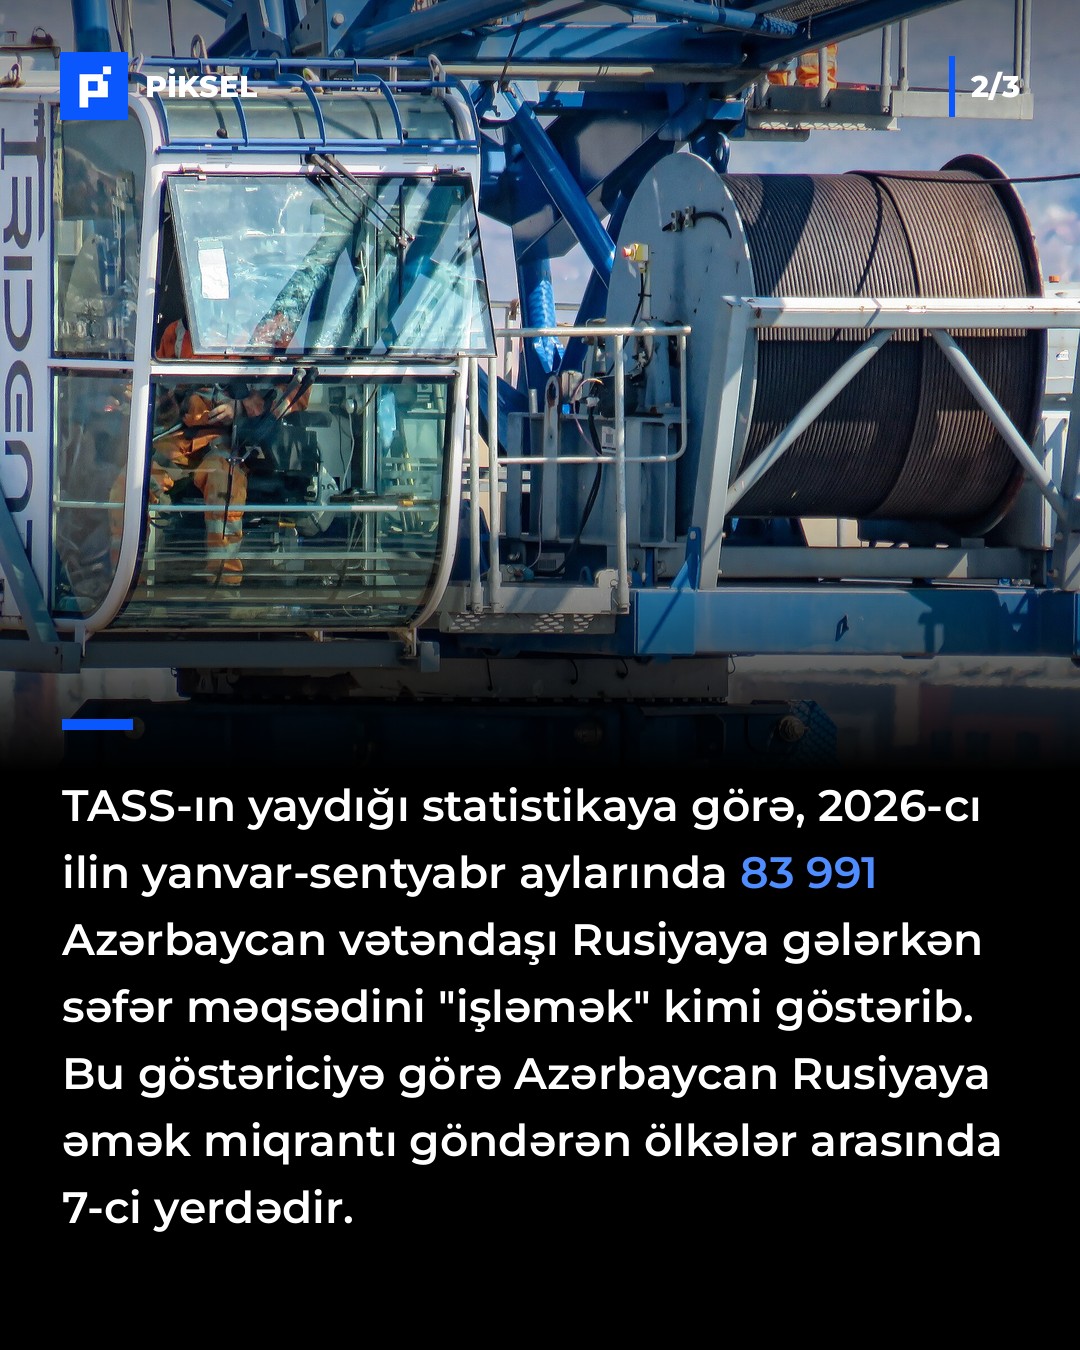 PİKSEL
2/3
TRIDENT
TASS-ın yaydığı statistikaya görə, 2026-cı
ilin yanvar-sentyabr aylarında 83 991
Azərbaycan vətəndaşı Rusiyaya gələrkən
səfər məqsədini "işləmək" kimi göstərib.
Bu göstəriciyə görə Azərbaycan Rusiyaya
əmək miqrantı göndərən ölkələr arasında
7-ci yerdədir.